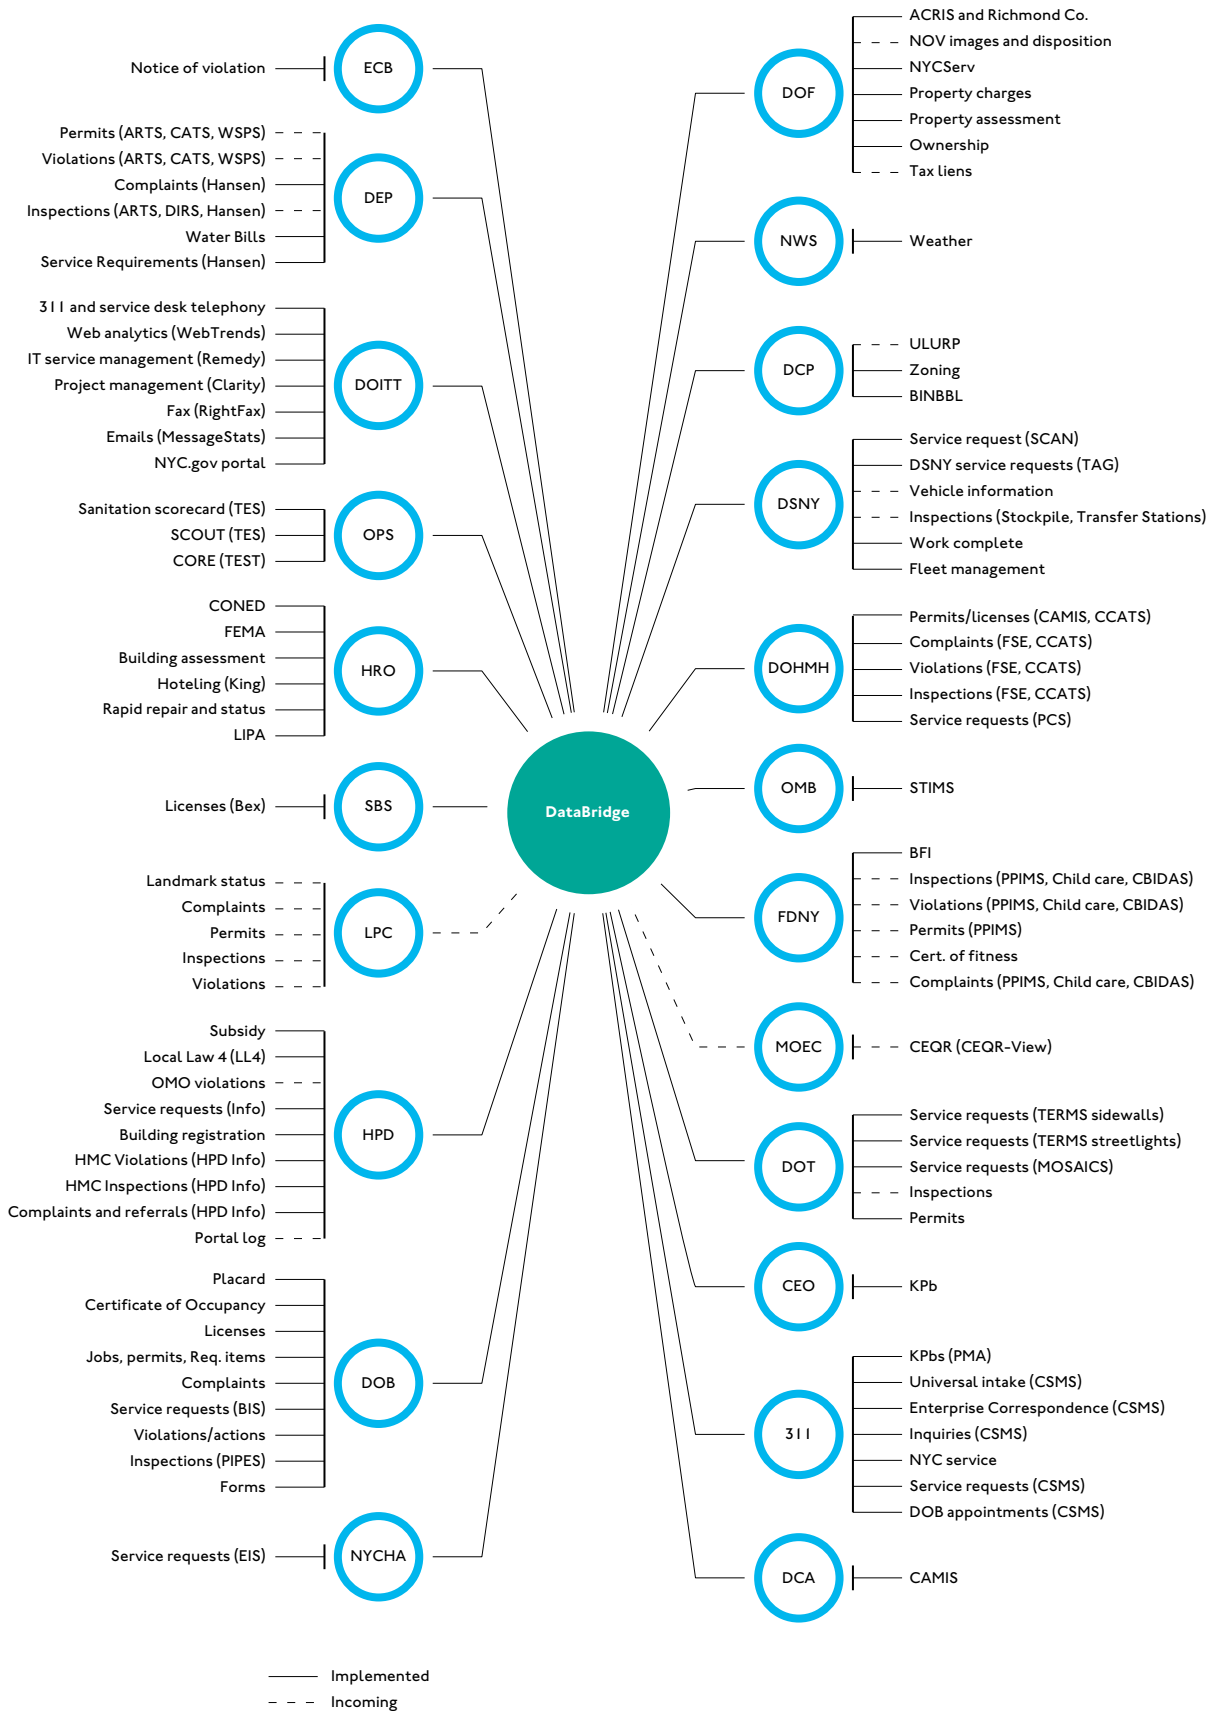 Notice of violation
ECB
Permits (ARTS, CATS, WSPS)
Violations (ARTS, CATS, WSPS)
Complaints (Hansen)
Inspections (ARTS, DIRS, Hansen)
Water Bills
Service Requirements (Hansen)
DEP
311 and service desk telephony
Web analytics (WebTrends)
IT service management (Remedy)
Project management (Clarity)
Fax (RightFax)
Emails (MessageStats)
NYC.gov portal
DOITT
Sanitation scorecard (TES)
SCOUT (TES)
CORE (TEST)
OPS
CONED
FEMA
Building assessment
Hoteling (King)
Rapid repair and status
LIPA
HRO
Licenses (Bex)
SBS
Landmark status
Complaints
Permits
Inspections
Violations
LPC
Subsidy
Local Law 4 (LL4)
OMO violations
Service requests (Info)
Building registration
HMC Violations (HPD Info)
HMC Inspections (HPD Info)
Complaints and referrals (HPD Info)
Portal log
HPD
Placard
Certificate of Occupancy
Licenses
Jobs, permits, Req. items
Complaints
Service requests (BIS)
Violations/actions
Inspections (PIPES)
Forms
DOB
Service requests (EIS)
NYCHA
DataBridge
DOF
ACRIS and Richmond Co.
NOV images and disposition
NYCServ
Property charges
Property assessment
Ownership
Tax liens
NWS
Weather
DCP
ULURP
Zoning
BINBBL
DSNY
Service request (SCAN)
DSNY service requests (TAG)
Vehicle information
Inspections (Stockpile, Transfer Stations)
Work complete
Fleet management
DOHMH
Permits/licenses (CAMIS, CCATS)
Complaints (FSE, CCATS)
Violations (FSE, CCATS)
Inspections (FSE, CCATS)
Service requests (PCS)
OMB
STIMS
FDNY
BFI
Inspections (PPIMS, Child care, CBIDAS)
Violations (PPIMS, Child care, CBIDAS)
Permits (PPIMS)
Cert. of fitness
Complaints (PPIMS, Child care, CBIDAS)
MOEC
CEQR (CEQR-View)
DOT
Service requests (TERMS sidewalls)
Service requests (TERMS streetlights)
Service requests (MOSAICS)
Inspections
Permits
CEO
KPb
311
KPbs (PMA)
Universal intake (CSMS)
Enterprise Correspondence (CSMS)
Inquiries (CSMS)
NYC service
Service requests (CSMS)
DOB appointments (CSMS)
DCA
CAMIS
Implemented
Incoming